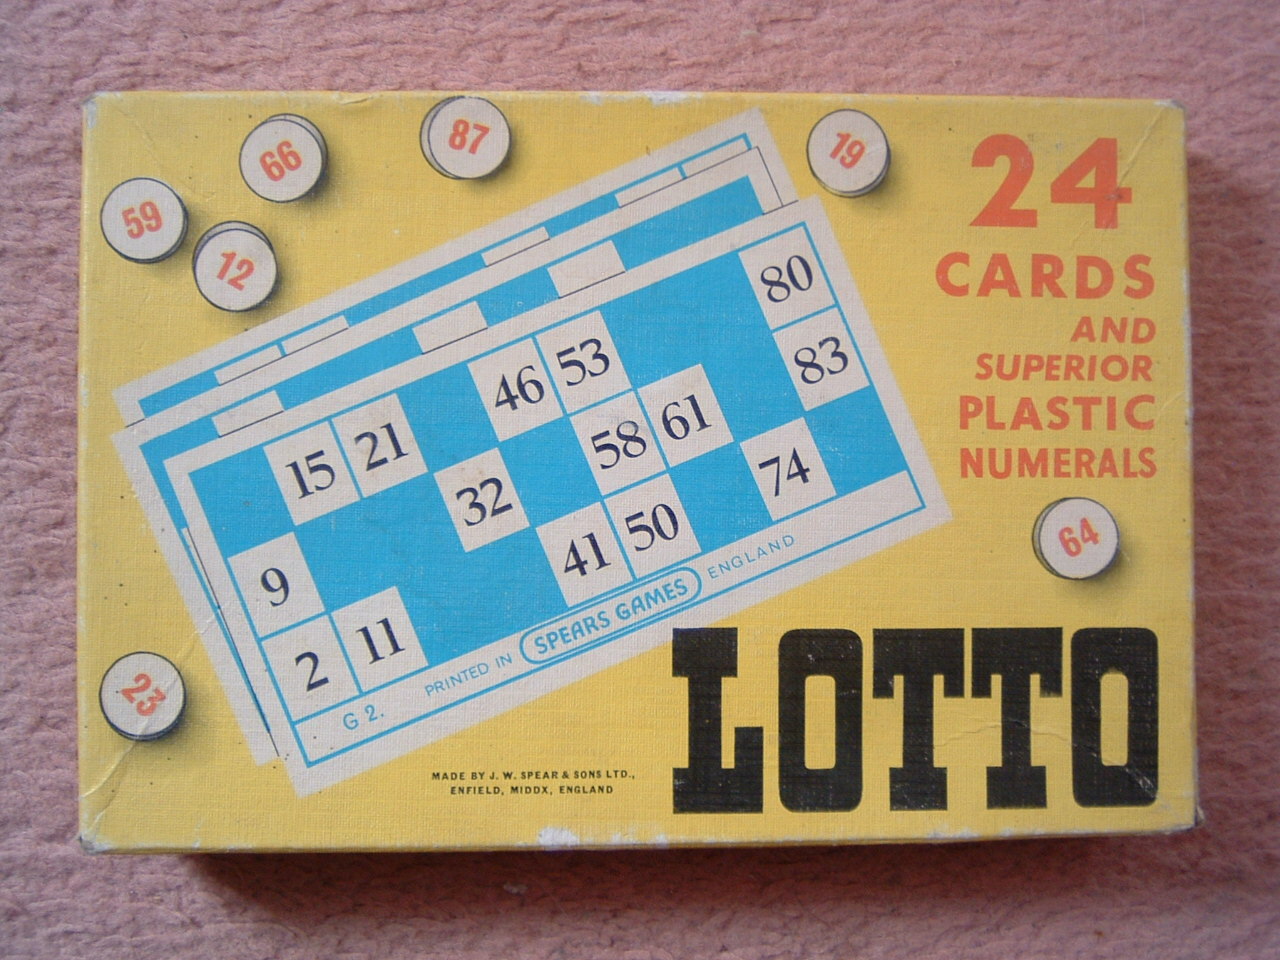 66
87
19
59
12
24
CARDS
AND
SUPERIOR
PLASTIC
NUMERALS
15 21 46 53 80
9 32 58 61 83
2 11 41 50 74
G 2.
PRINTED IN SPEARS GAMES ENGLAND
64
23
LOTTO
MADE BY J. W. SPEAR & SONS LTD.,
ENFIELD, MIDDX, ENGLAND